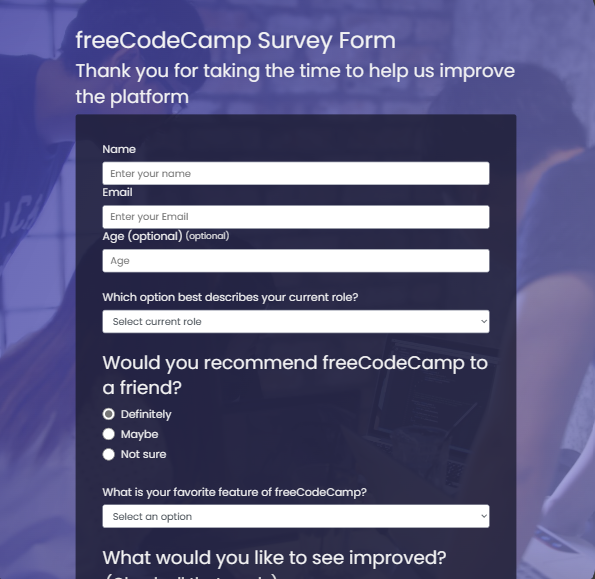 freeCodeCamp Survey Form
Thank you for taking the time to help us improve
the platform
Name
Enter your name
Email
Enter your Email
Age (optional) (optional)
Age
Which option best describes your current role?
Select current role
Would you recommend freeCodeCamp to
a friend?
Definitely
Maybe
Not sure
What is your favorite feature of freeCodeCamp?
Select an option
What would you like to see improved?